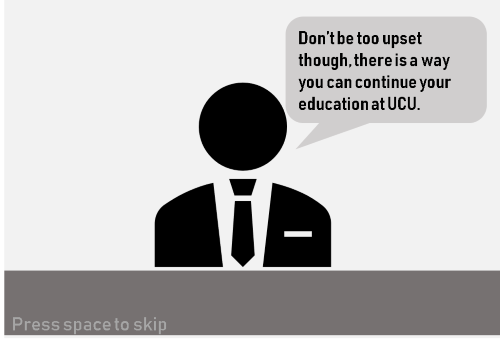 Don't be too upset
though, there is a way
you can continue your
education at UCU.
Press space to skip